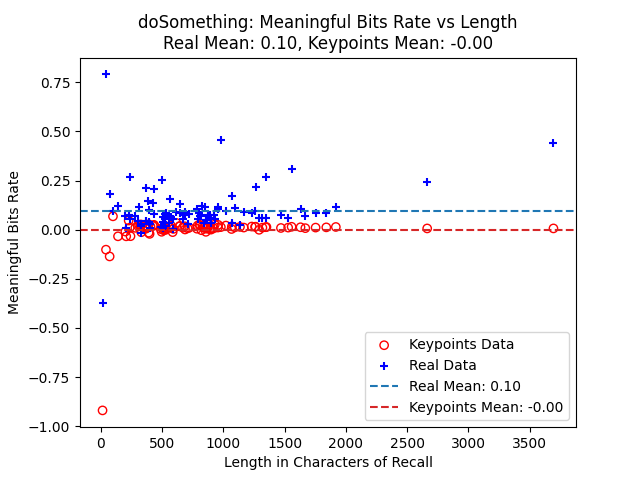 doSomething: Meaningful Bits Rate vs Length
Real Mean: 0.10, Keypoints Mean: -0.00
Meaningful Bits Rate
0.75
0.50
0.25
0.00
−0.25
−0.50
−0.75
−1.00
Keypoints Data
Real Data
Real Mean: 0.10
Keypoints Mean: -0.00
0 500 1000 1500 2000 2500 3000 3500
Length in Characters of Recall